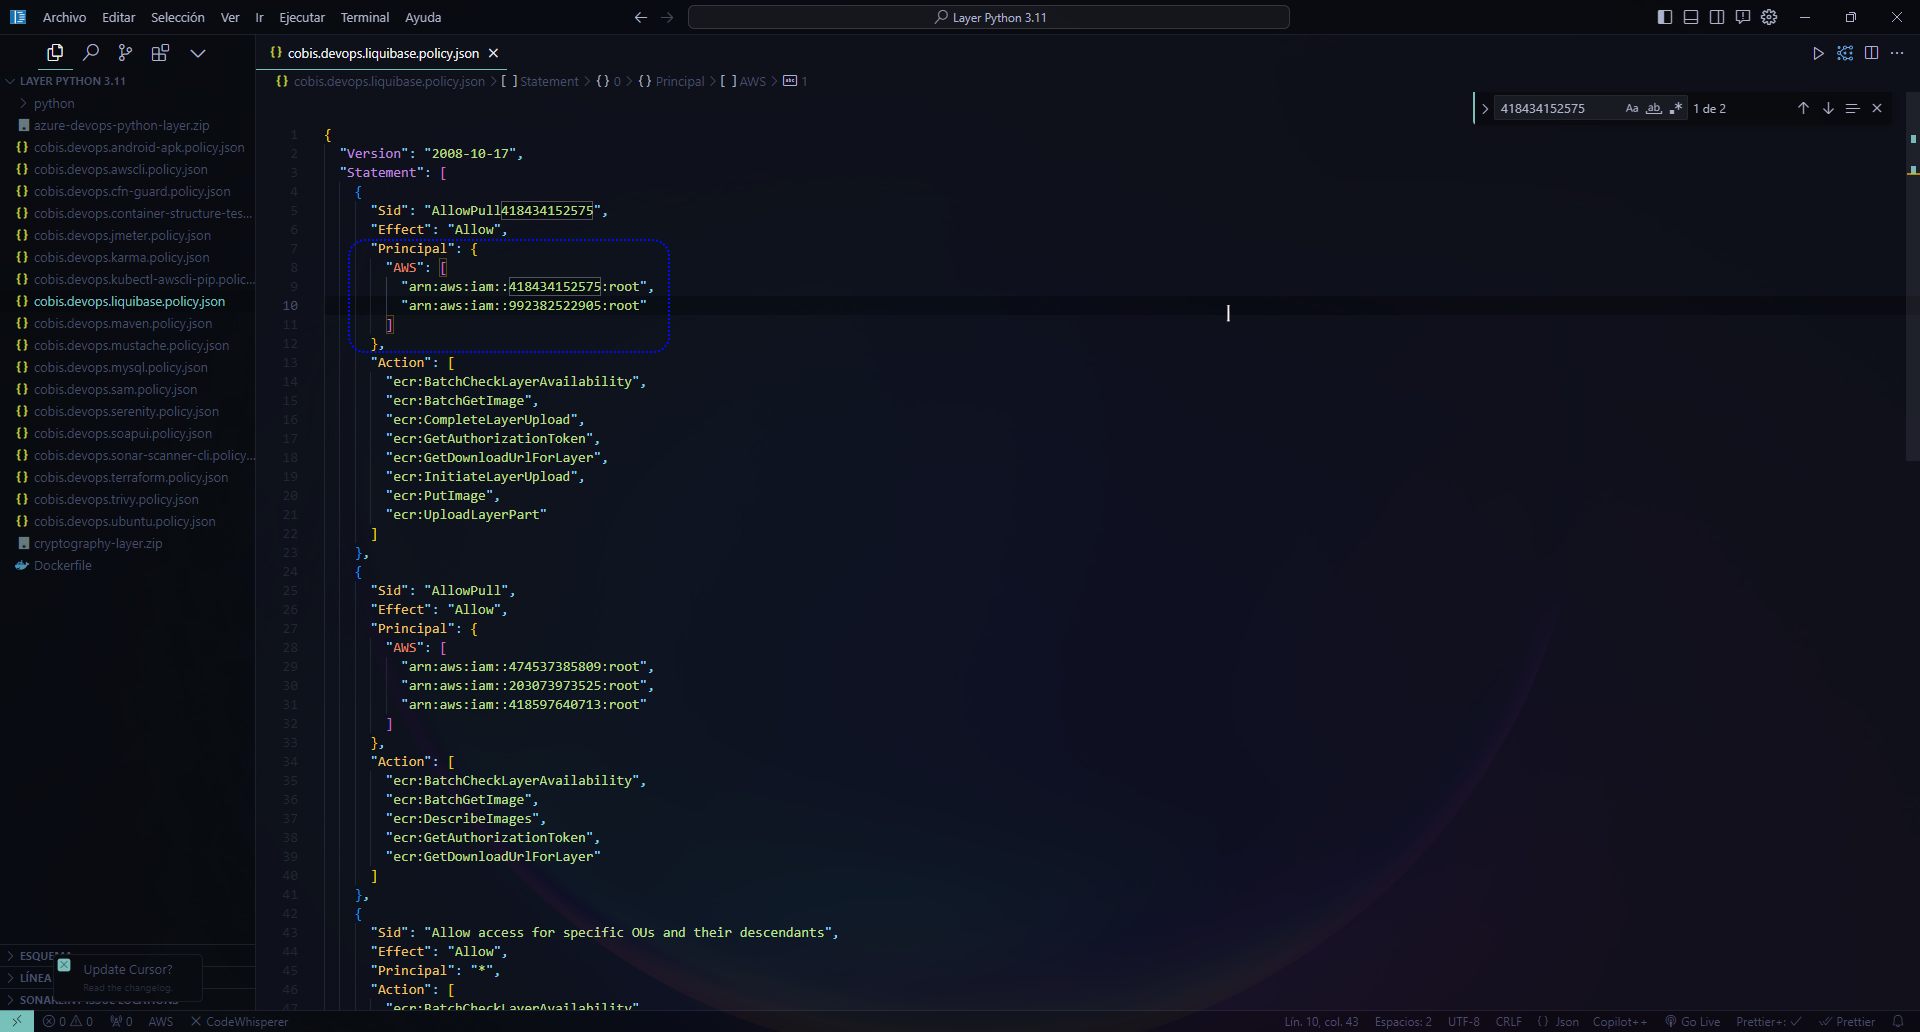 Archivo Editar Selección Ver Ir Ejecutar Terminal Ayuda
Layer Python 3.11
cobis.devops.liquibase.policy.json
cobis.devops.liquibase.policy.json > [ ] Statement > {} 0 > {} Principal > [ ] AWS > abc 1
418434152575 Aa ab .* 1 de 2
LAYER PYTHON 3.11
python
azure-devops-python-layer.zip
cobis.devops.android-apk.policy.json
cobis.devops.awscli.policy.json
cobis.devops.cfn-guard.policy.json
cobis.devops.container-structure-tes...
cobis.devops.jmeter.policy.json
cobis.devops.karma.policy.json
cobis.devops.kubectl-awscli-pip.polic...
cobis.devops.liquibase.policy.json
cobis.devops.maven.policy.json
cobis.devops.mustache.policy.json
cobis.devops.mysql.policy.json
cobis.devops.sam.policy.json
cobis.devops.serenity.policy.json
cobis.devops.soapui.policy.json
cobis.devops.sonar-scanner-cli.policy...
cobis.devops.terraform.policy.json
cobis.devops.trivy.policy.json
cobis.devops.ubuntu.policy.json
cryptography-layer.zip
Dockerfile
1 {
2 "Version": "2008-10-17",
3 "Statement": [
4 {
5 "Sid": "AllowPull418434152575",
6 "Effect": "Allow",
7 "Principal": {
8 "AWS": [
9 "arn:aws:iam::418434152575:root",
10 "arn:aws:iam::992382522905:root"
11 ]
12 },
13 "Action": [
14 "ecr:BatchCheckLayerAvailability",
15 "ecr:BatchGetImage",
16 "ecr:CompleteLayerUpload",
17 "ecr:GetAuthorizationToken",
18 "ecr:GetDownloadUrlForLayer",
19 "ecr:InitiateLayerUpload",
20 "ecr:PutImage",
21 "ecr:UploadLayerPart"
22 ]
23 },
24 {
25 "Sid": "AllowPull",
26 "Effect": "Allow",
27 "Principal": {
28 "AWS": [
29 "arn:aws:iam::474537385809:root",
30 "arn:aws:iam::203073973525:root",
31 "arn:aws:iam::418597640713:root"
32 ]
33 },
34 "Action": [
35 "ecr:BatchCheckLayerAvailability",
36 "ecr:BatchGetImage",
37 "ecr:DescribeImages",
38 "ecr:GetAuthorizationToken",
39 "ecr:GetDownloadUrlForLayer"
40 ]
41 },
42 {
43 "Sid": "Allow access for specific OUs and their descendants",
44 "Effect": "Allow",
45 "Principal": "*",
46 "Action": [
47 "ecr:BatchCheckLayerAvailability"
ESQUEMA
LÍNEA
SONARLINT ISSUE LOCATIONS
Update Cursor?
Read the changelog.
0 0 0 AWS CodeWhisperer
Lín. 10, col. 43 Espacios: 2 UTF-8 CRLF {} Json Copilot++ Go Live Prettier+: Prettier